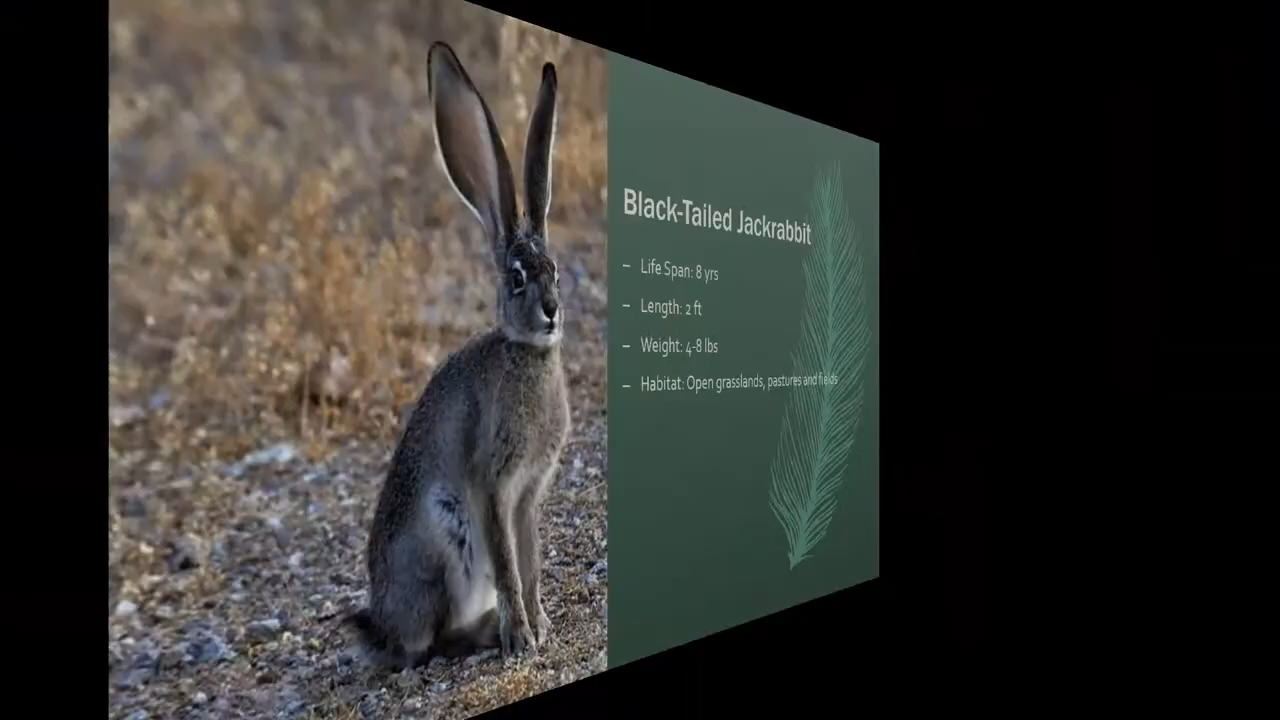 Black-Tailed Jackrabbit
– Life Span: 8 yrs
– Length: 2 ft
– Weight: 4-8 lbs
– Habitat: Open grasslands, pastures and fields